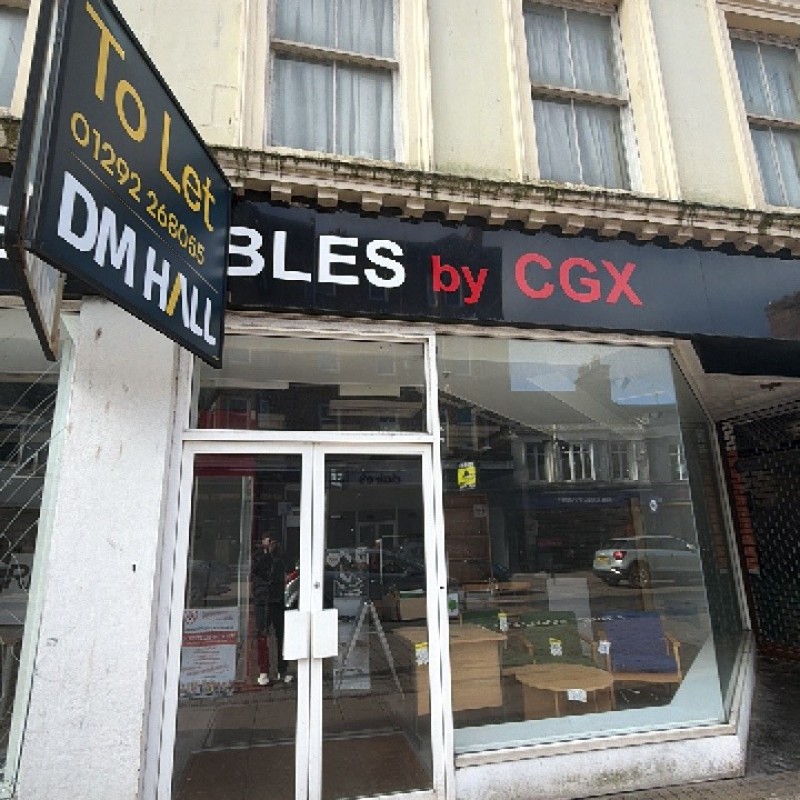 To Let
01292 268055
DM HALL
BLES by CGX